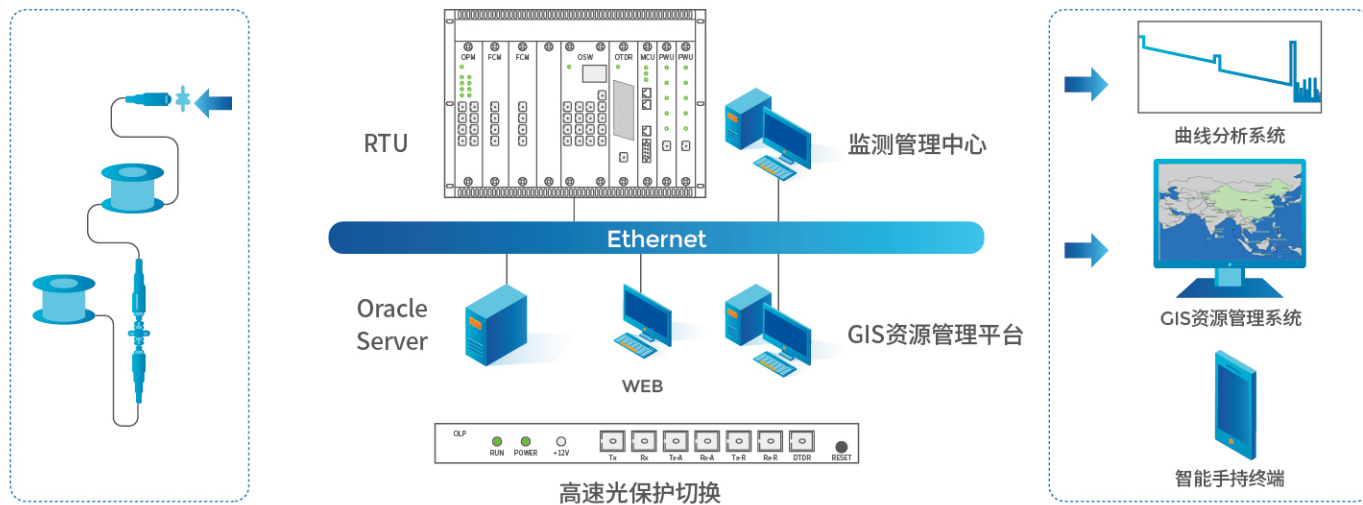 OPM FCM FCM OSW OTDR MCU PWU PWU
RTU
监测管理中心
曲线分析系统
Ethernet
Oracle
Server
WEB
GIS资源管理平台
GIS资源管理系统
OLP
RUN POWER +12V Tx Rx Tx-A Rx-A Tx-R Rx-R DTDR RESET
高速光保护切换
智能手持终端